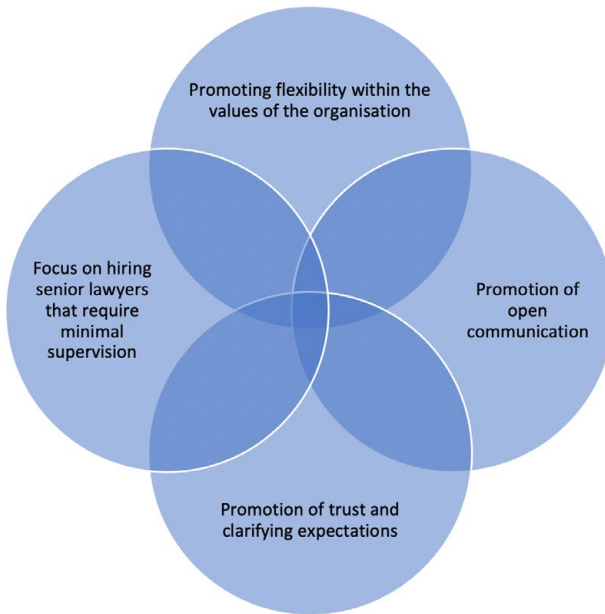 Promoting flexibility within the
values of the organisation
Focus on hiring
senior lawyers
that require
minimal
supervision
Promotion of
open
communication
Promotion of trust and
clarifying expectations